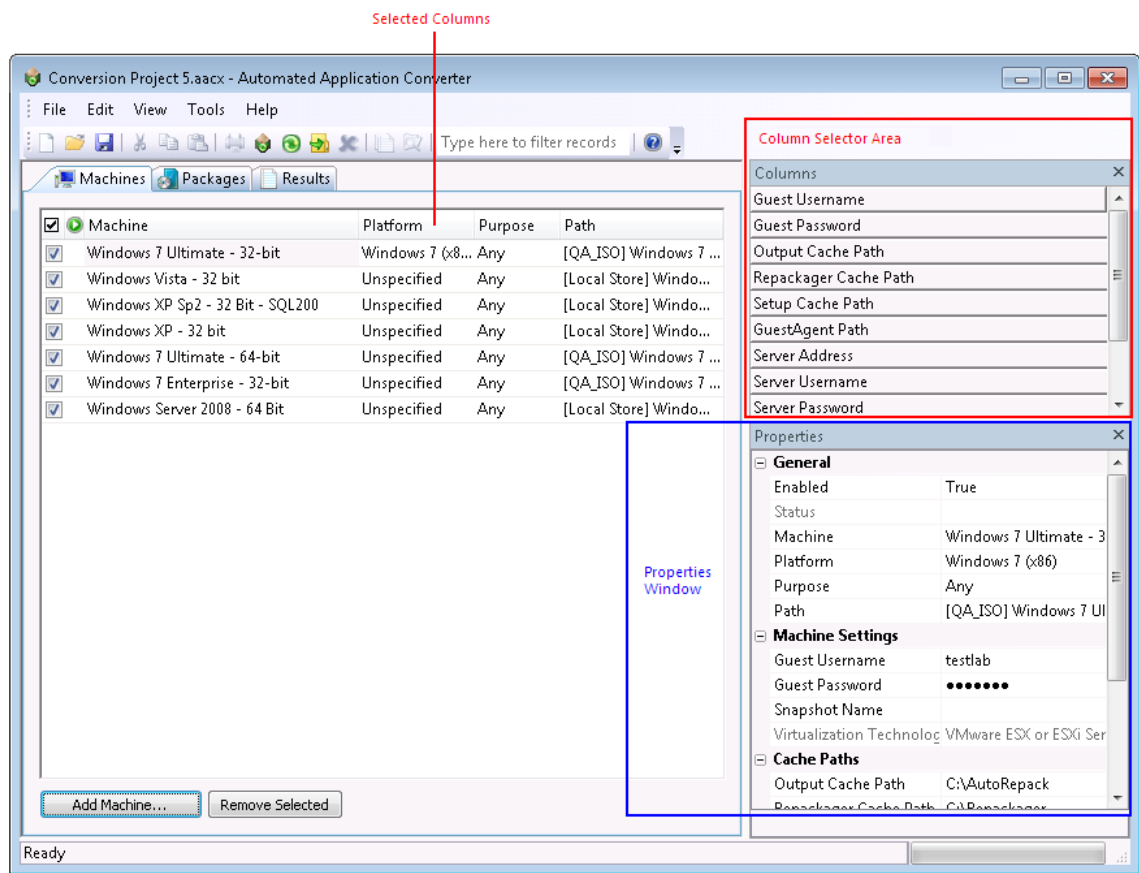 Selected Columns
Conversion Project 5.aacx - Automated Application Converter
File Edit View Tools Help
Type here to filter records
Column Selector Area
Machines Packages Results
Columns
Guest Username
Guest Password
Output Cache Path
Repackager Cache Path
Setup Cache Path
GuestAgent Path
Server Address
Server Username
Server Password
Machine Platform Purpose Path
Windows 7 Ultimate - 32-bit Windows 7 (x8... Any [QA_ISO] Windows 7 ...
Windows Vista - 32 bit Unspecified Any [Local Store] Windo...
Windows XP Sp2 - 32 Bit - SQL200 Unspecified Any [Local Store] Windo...
Windows XP - 32 bit Unspecified Any [Local Store] Windo...
Windows 7 Ultimate - 64-bit Unspecified Any [QA_ISO] Windows 7 ...
Windows 7 Enterprise - 32-bit Unspecified Any [QA_ISO] Windows 7 ...
Windows Server 2008 - 64 Bit Unspecified Any [Local Store] Windo...
Properties Window
Properties
General
Enabled True
Status
Machine Windows 7 Ultimate - 3
Platform Windows 7 (x86)
Purpose Any
Path [QA_ISO] Windows 7 Ul
Machine Settings
Guest Username testlab
Guest Password ●●●●●●●
Snapshot Name
Virtualization Technolog VMware ESX or ESXi Ser
Cache Paths
Output Cache Path C:\AutoRepack
Repackager Cache Path C:\Repackager
Add Machine... Remove Selected
Ready